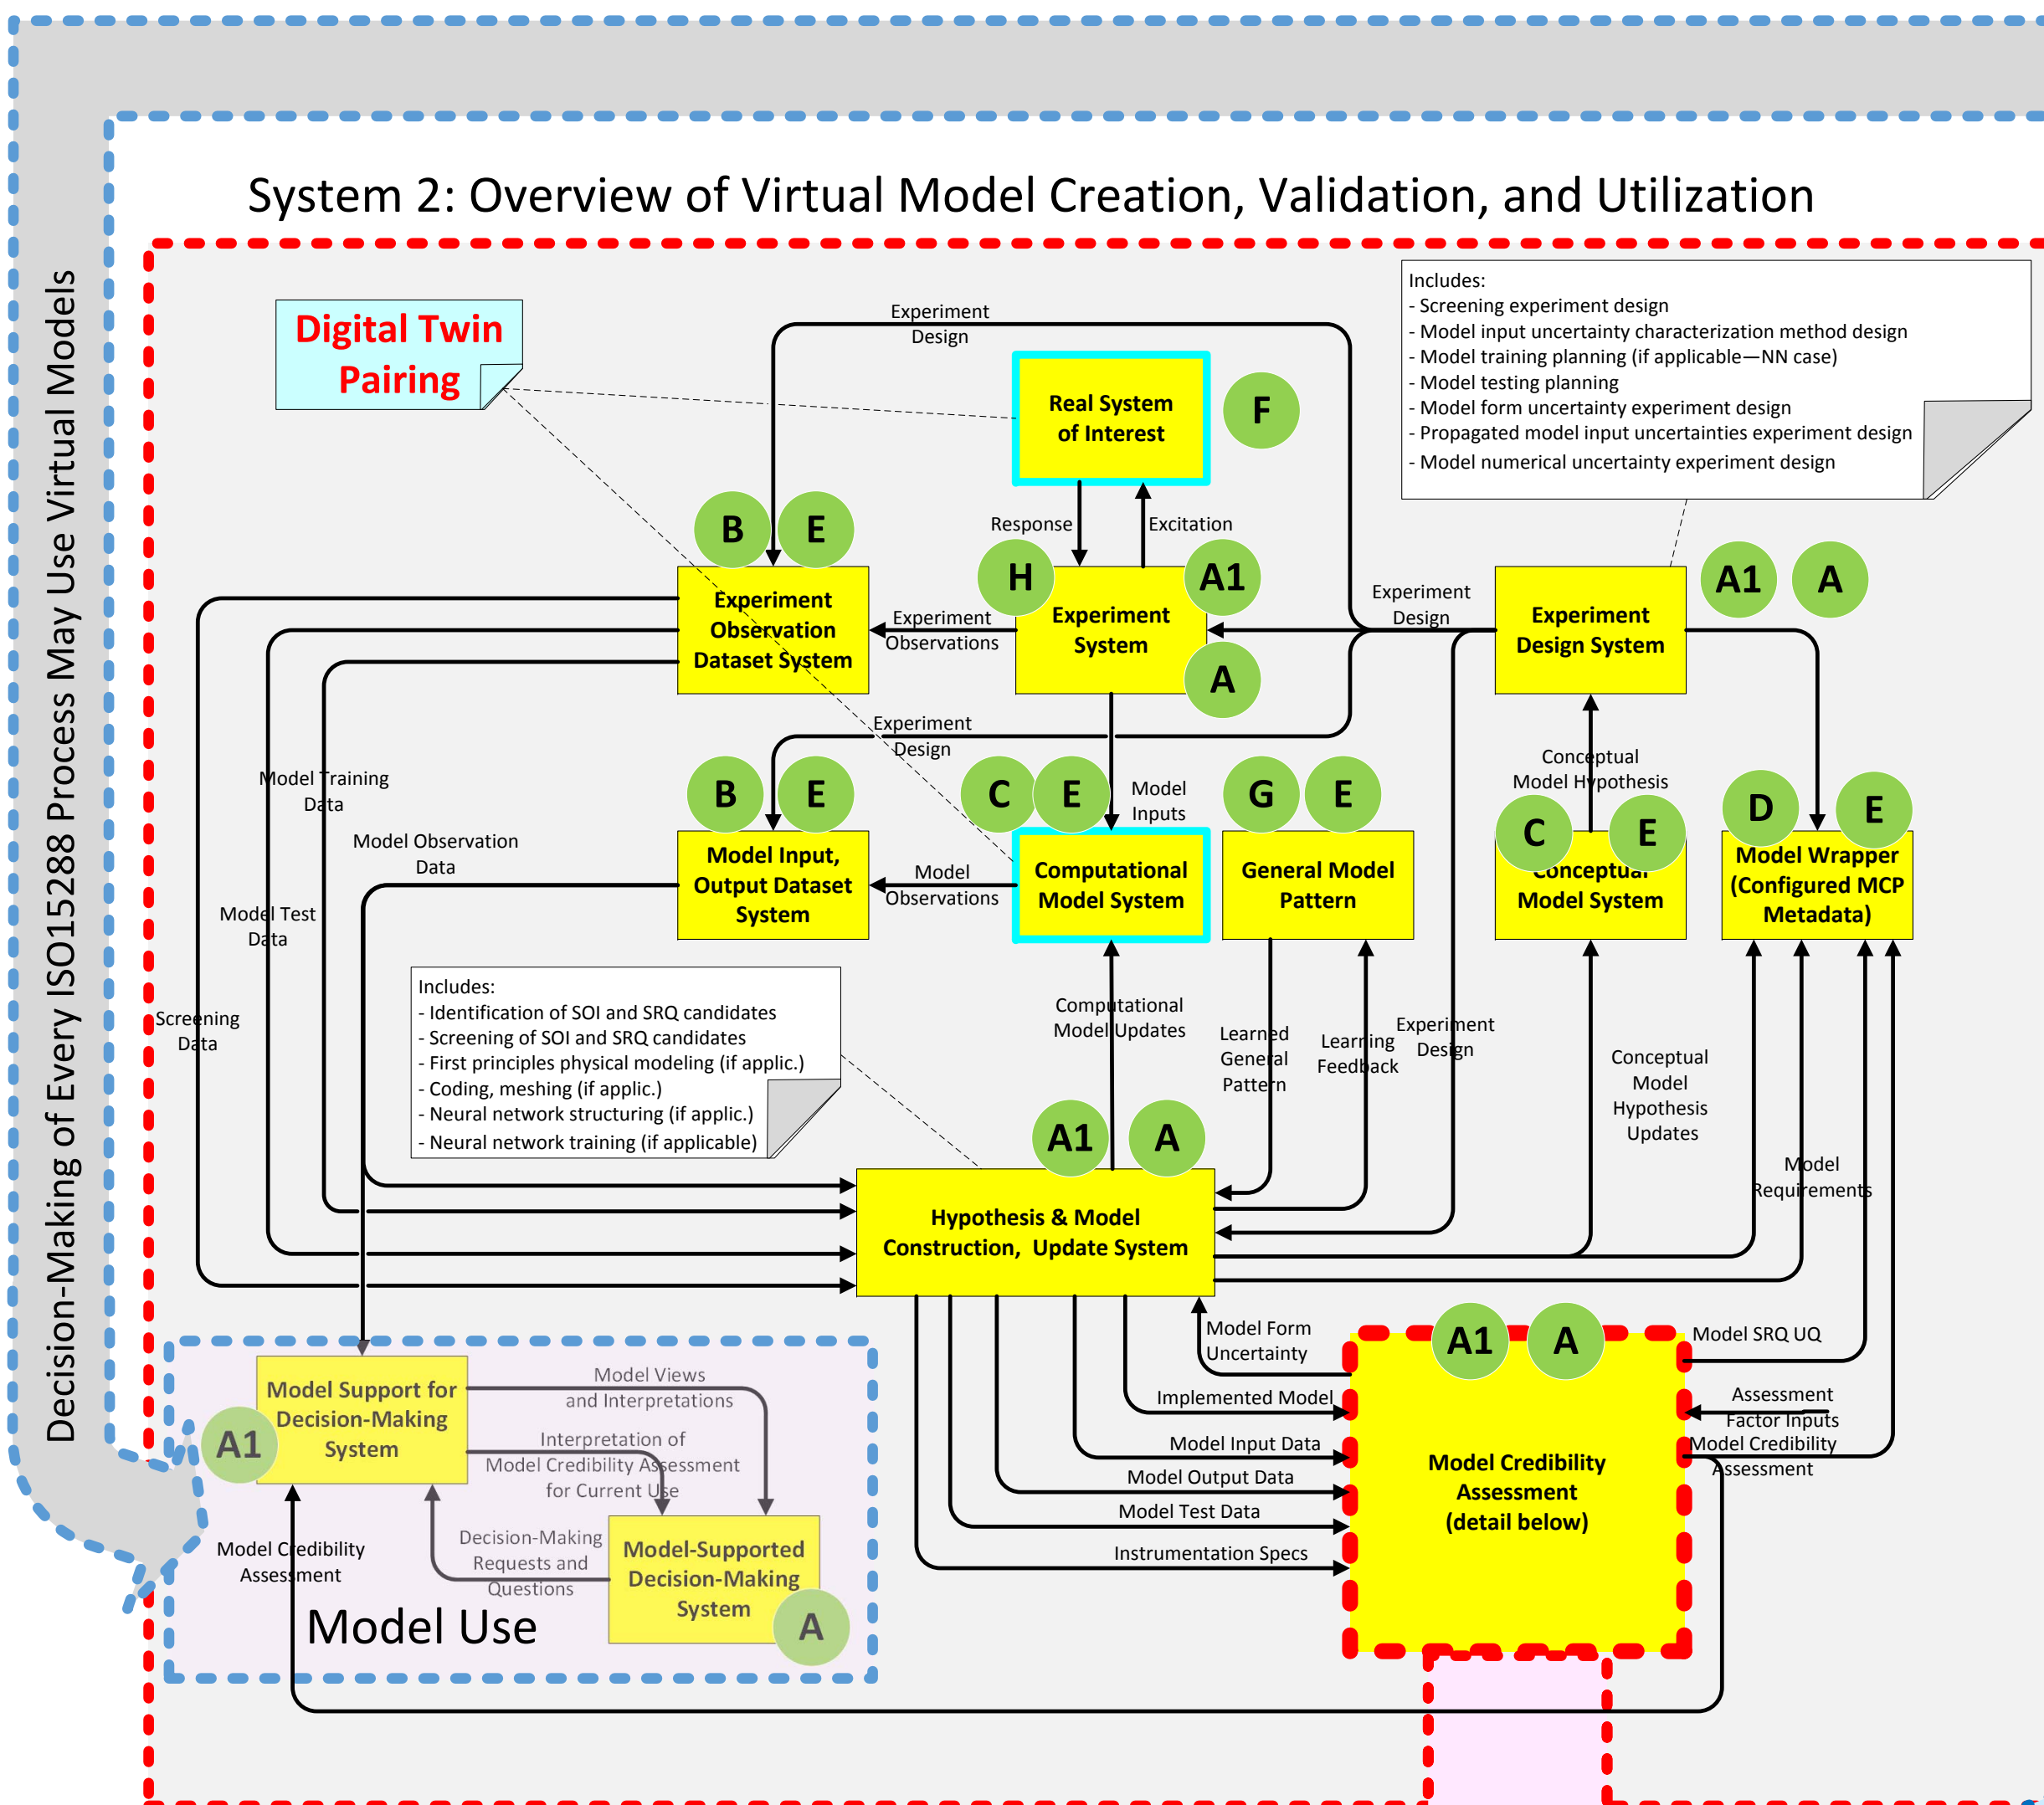 System 2: Overview of Virtual Model Creation, Validation, and Utilization
Decision-Making of Every ISO15288 Process May Use Virtual Models
Digital Twin
Pairing
Experiment
Design
Real System
of Interest
F
Includes:
- Screening experiment design
- Model input uncertainty characterization method design
- Model training planning (if applicable—NN case)
- Model testing planning
- Model form uncertainty experiment design
- Propagated model input uncertainties experiment design
- Model numerical uncertainty experiment design
Response
Excitation
B
E
Experiment
Observation
Dataset System
Experiment
Observations
H
A1
Experiment
System
A
Experiment
Design
A1
A
Experiment
Design System
Experiment
Design
Model Training
Data
Model Observation
Data
Model Test
Data
Screening
Data
B
E
Model Input,
Output Dataset
System
Model
Observations
C
E
Model
Inputs
Computational
Model System
G
E
General Model
Pattern
Conceptual
Model Hypothesis
C
E
Conceptual
Model System
D
E
Model Wrapper
(Configured MCP
Metadata)
Includes:
- Identification of SOI and SRQ candidates
- Screening of SOI and SRQ candidates
- First principles physical modeling (if applic.)
- Coding, meshing (if applic.)
- Neural network structuring (if applic.)
- Neural network training (if applicable)
Computational
Model Updates
Learned
General
Pattern
Learning
Feedback
Experiment
Design
Conceptual
Model
Hypothesis
Updates
Model
Requirements
A1
A
Hypothesis & Model
Construction, Update System
Model Form
Uncertainty
Implemented Model
Model Input Data
Model Output Data
Model Test Data
Instrumentation Specs
A1
A
Model Credibility
Assessment
(detail below)
Model SRQ UQ
Assessment
Factor Inputs
Model Credibility
Assessment
Model Support for
Decision-Making
System
A1
Model Views
and Interpretations
Interpretation of
Model Credibility Assessment
for Current Use
Decision-Making
Requests and
Questions
Model-Supported
Decision-Making
System
A
Model Credibility
Assessment
Model Use